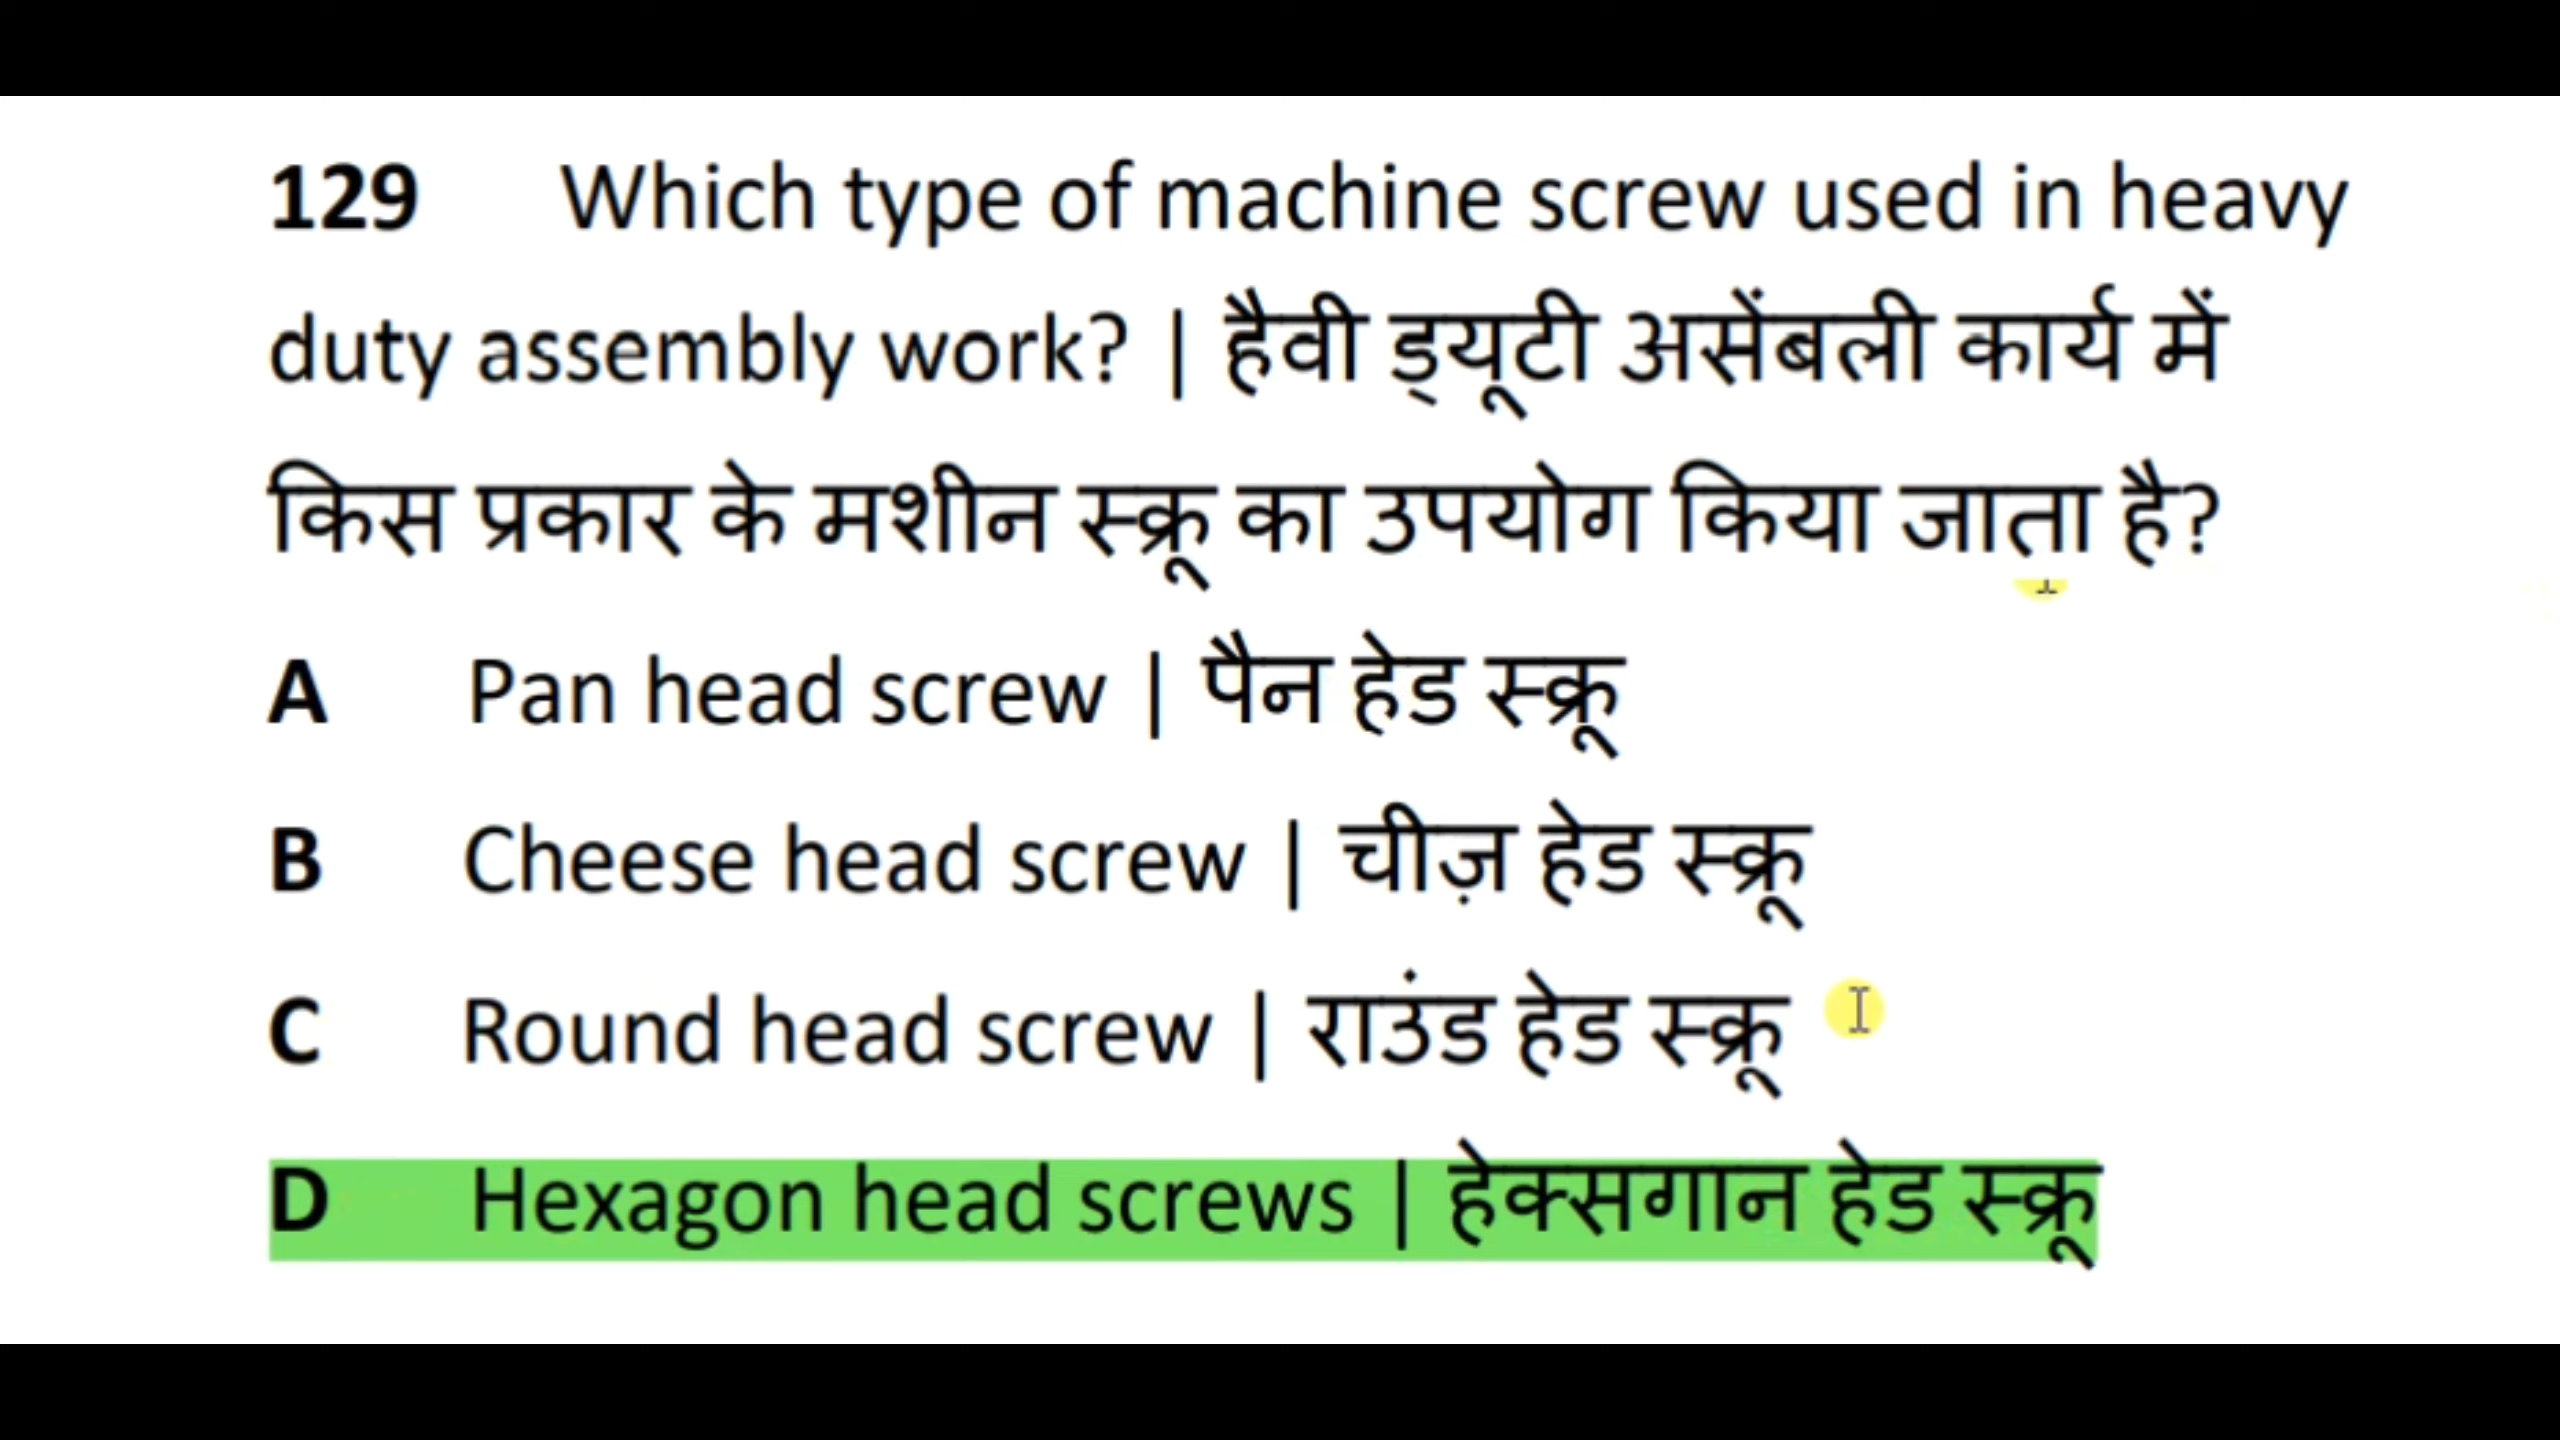 129 Which type of machine screw used in heavy
duty assembly work? | हैवी ड्यूटी असेंबली कार्य में
किस प्रकार के मशीन स्क्रू का उपयोग किया जाता है?
A Pan head screw | पैन हेड स्क्रू
B Cheese head screw | चीज़ हेड स्क्रू
C Round head screw | राउंड हेड स्क्रू
D Hexagon head screws | हेक्सगान हेड स्क्रू